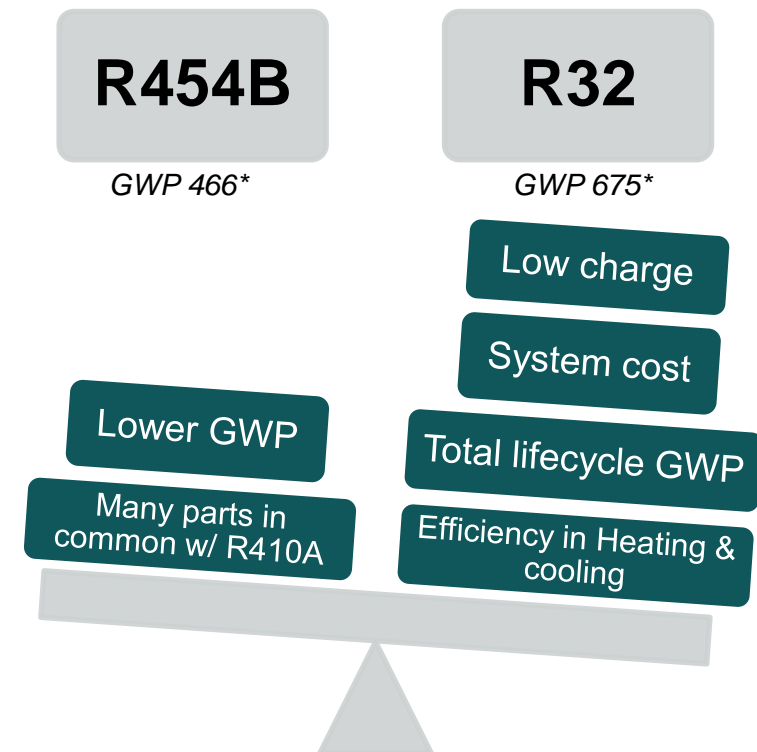 R454B
GWP 466*
Lower GWP
Many parts in
common w/ R410A
R32
GWP 675*
Low charge
System cost
Total lifecycle GWP
Efficiency in Heating &
cooling